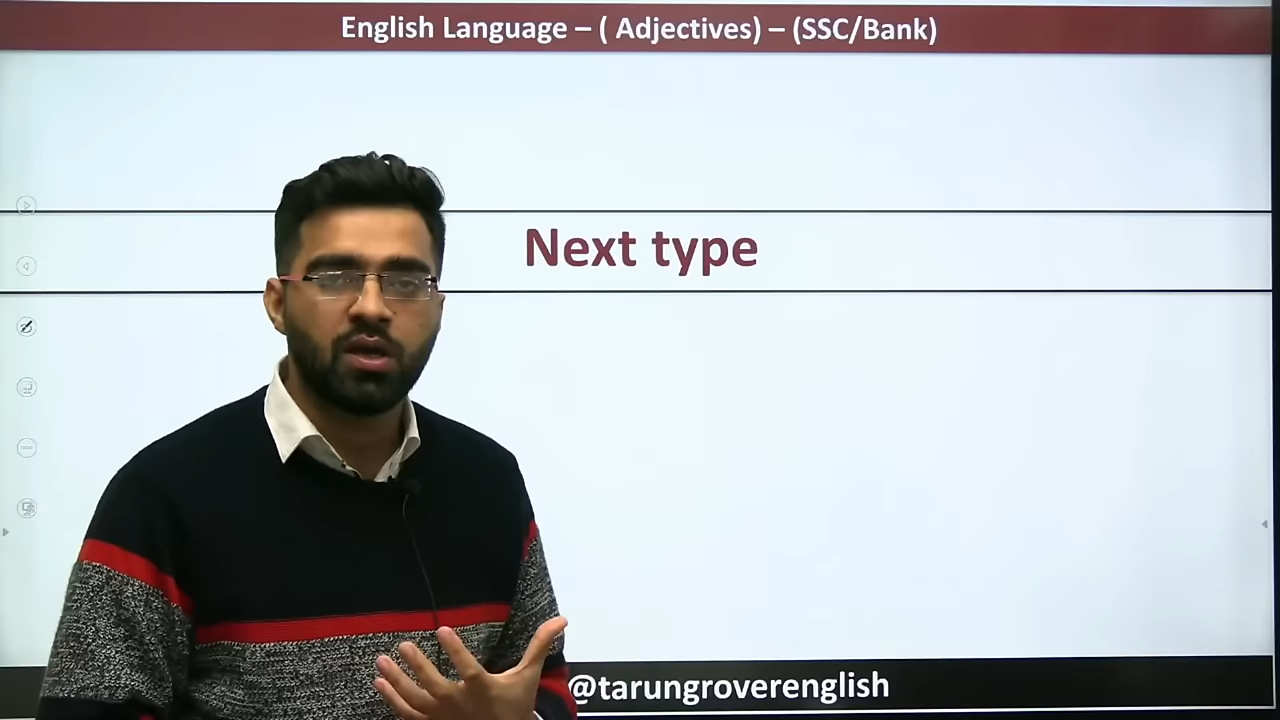 English Language – ( Adjectives) – (SSC/Bank)
Next type
@tarungroverenglish